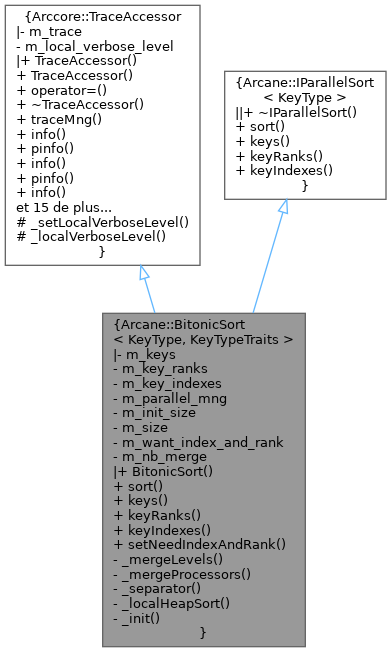 {Arccore::TraceAccessor
|- m_trace
- m_local_verbose_level
|+ TraceAccessor()
+ TraceAccessor()
+ operator=()
+ ~TraceAccessor()
+ traceMng()
+ info()
+ pinfo()
+ info()
+ pinfo()
+ info()
et 15 de plus...
# _setLocalVerboseLevel()
# _localVerboseLevel()
}
{Arcane::IParallelSort
< KeyType >
||+ ~IParallelSort()
+ sort()
+ keys()
+ keyRanks()
+ keyIndexes()
}
{Arcane::BitonicSort
< KeyType, KeyTypeTraits >
|- m_keys
- m_key_ranks
- m_key_indexes
- m_parallel_mng
- m_init_size
- m_size
- m_want_index_and_rank
- m_nb_merge
|+ BitonicSort()
+ sort()
+ keys()
+ keyRanks()
+ keyIndexes()
+ setNeedIndexAndRank()
- _mergeLevels()
- _mergeProcessors()
- _separator()
- _localHeapSort()
- _init()
}